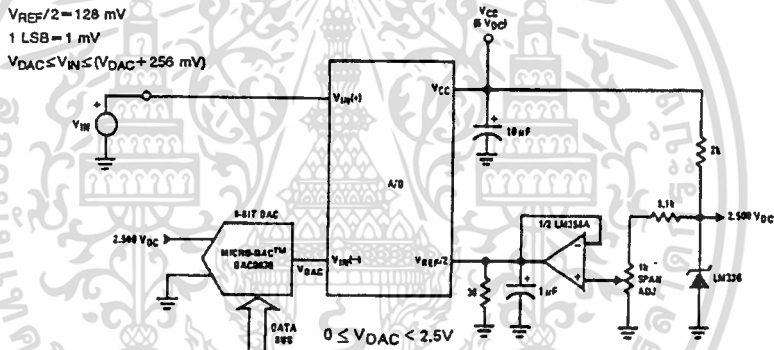 VREF/2=128 mV
1 LSB=1 mV
VDAC≤VIN≤(VDAC+256 mV)
VCC
(5 VDC)
VIN(+)
VCC
+
VIN
10 µF
2k
A/D
8-BIT DAC
1/2 LM358A
3.1k
2.500 VDC
2.500 VDC
MICRO-DAC™
VIN(−)
VDAC
VREF/2
1k
SPAN
ADJ
LM336
1 µF
DATA
BUS
0 ≤ VDAC < 2.5V